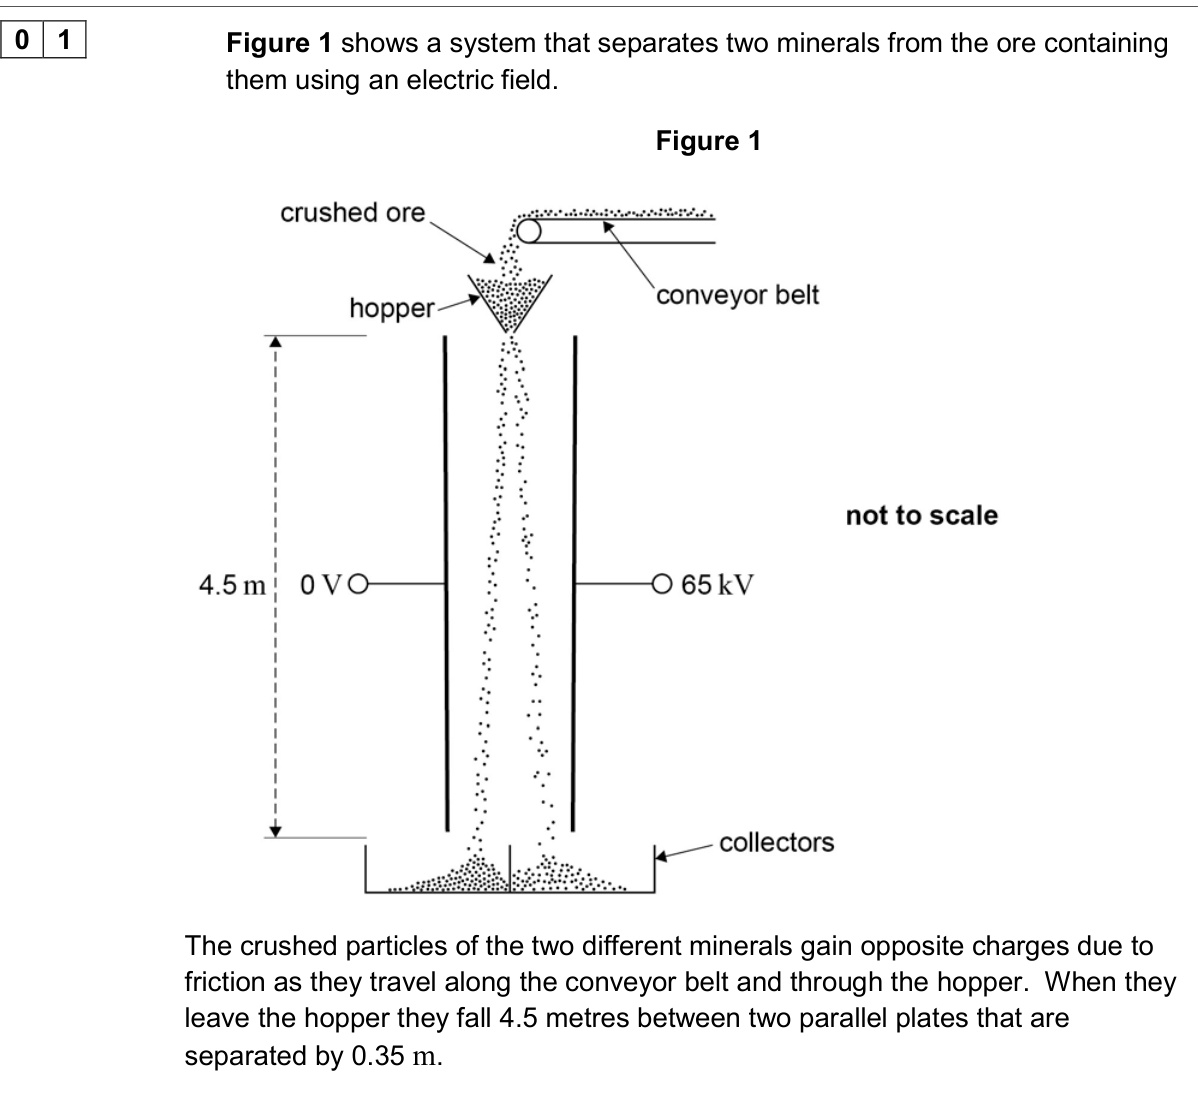 0 1
Figure 1 shows a system that separates two minerals from the ore containing
them using an electric field.
Figure 1
crushed ore
conveyor belt
hopper
not to scale
4.5 m
0 V
65 kV
collectors
The crushed particles of the two different minerals gain opposite charges due to
friction as they travel along the conveyor belt and through the hopper. When they
leave the hopper they fall 4.5 metres between two parallel plates that are
separated by 0.35 m.